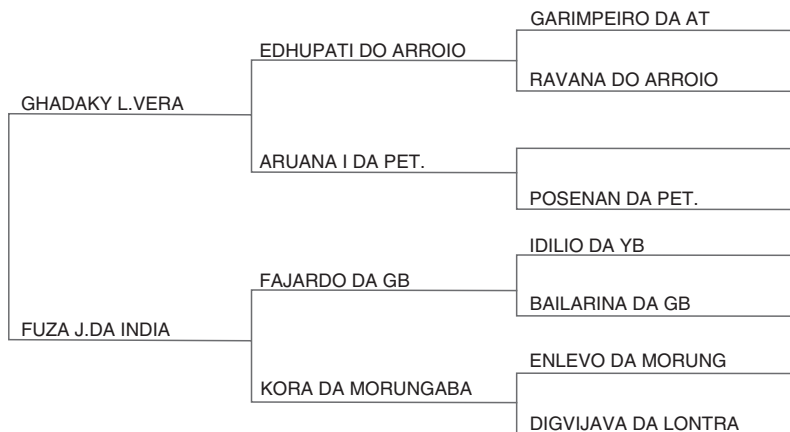 GARIMPEIRO DA AT
EDHUPATI DO ARROIO
RAVANA DO ARROIO
GHADAKY L.VERA
ARUANA I DA PET.
POSENAN DA PET.
IDILIO DA YB
FAJARDO DA GB
BAILARINA DA GB
FUZA J.DA INDIA
ENLEVO DA MORUNG
KORA DA MORUNGABA
DIGVIJAVA DA LONTRA